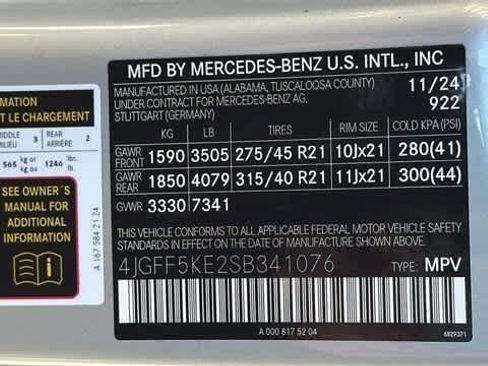 MFD BY MERCEDES-BENZ U.S. INTL., INC
MANUFACTURED IN USA (ALABAMA, TUSCALOOSA COUNTY) 11/24
UNDER CONTRACT FOR MERCEDES-BENZ AG, 922
STUTTGART (GERMANY)
KG LB TIRES RIM SIZE COLD KPA (PSI)
GAWR FRONT 1590 3505 275/45 R21 10Jx21 280(41)
GAWR REAR 1850 4079 315/40 R21 11Jx21 300(44)
GVWR 3330 7341
THIS VEHICLE CONFORMS TO ALL APPLICABLE FEDERAL MOTOR VEHICLE SAFETY
STANDARDS IN EFFECT ON THE DATE OF MANUFACTURE SHOWN ABOVE
4JGFF5KE2SB341076 TYPE: MPV
A 000 817 52 04
6829371
MATION
T LE CHARGEMENT
MIDDLE MILIEU 3 REAR ARRIÈRE 2
565 kg or kg ou 1246 lb. lb.
SEE OWNER'S
MANUAL FOR
ADDITIONAL
INFORMATION
A 167 584 21 24